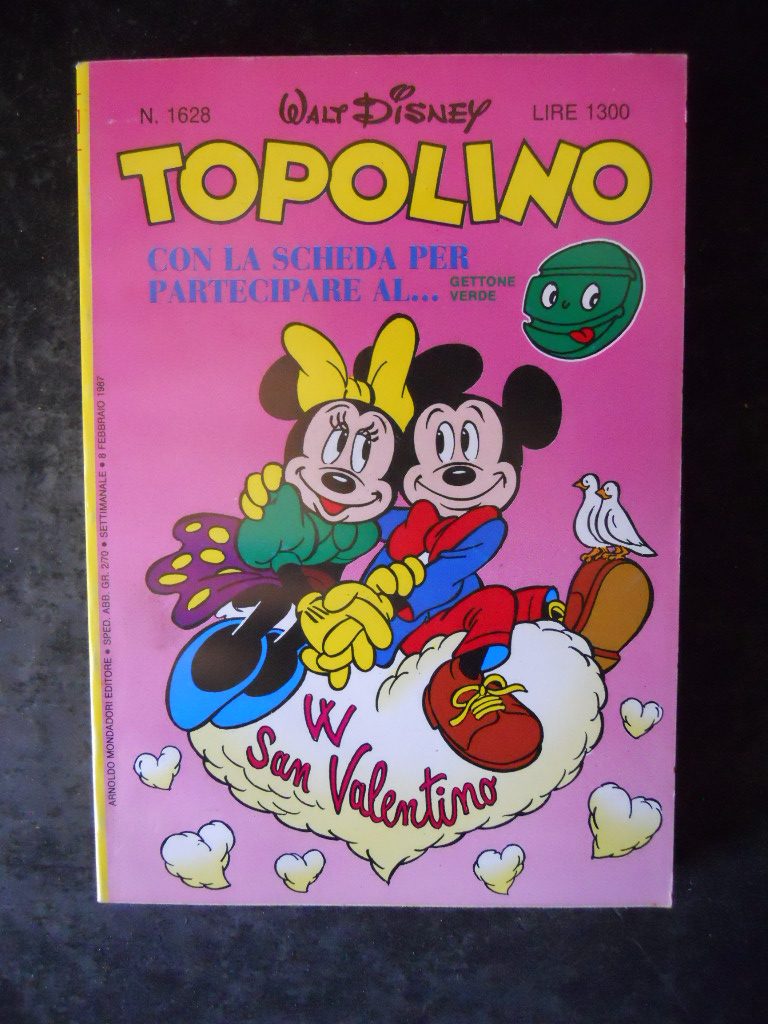 N. 1628
WALT DISNEY
LIRE 1300
TOPOLINO
CON LA SCHEDA PER
PARTECIPARE AL...
GETTONE
VERDE
ARNOLDO MONDADORI EDITORE • SPED. ABB. GR. 2/70 • SETTIMANALE • 8 FEBBRAIO 1987
W
San Valentino